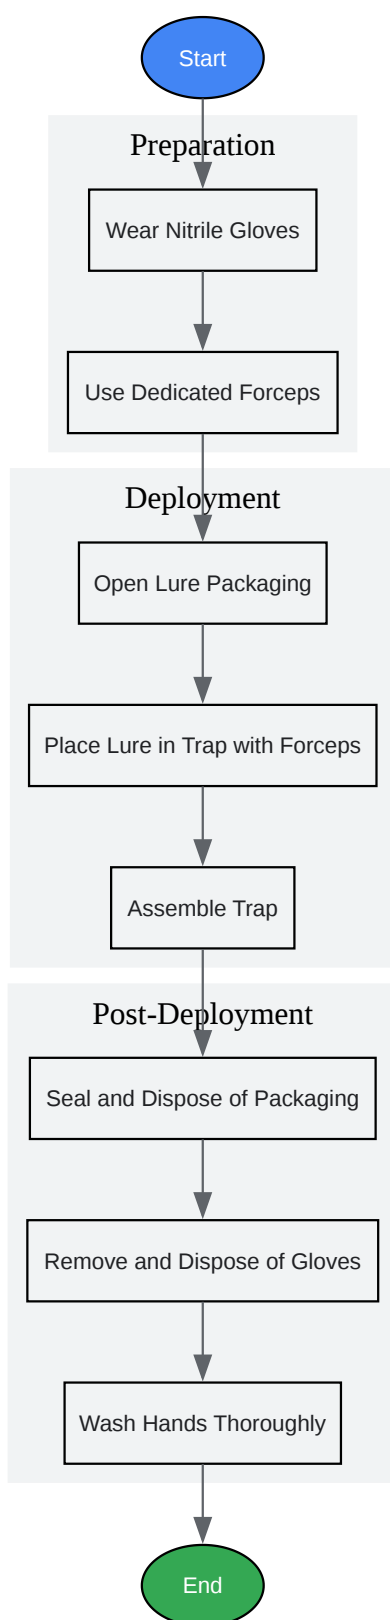 Start
Preparation
Wear Nitrile Gloves
Use Dedicated Forceps
Deployment
Open Lure Packaging
Place Lure in Trap with Forceps
Assemble Trap
Post-Deployment
Seal and Dispose of Packaging
Remove and Dispose of Gloves
Wash Hands Thoroughly
End